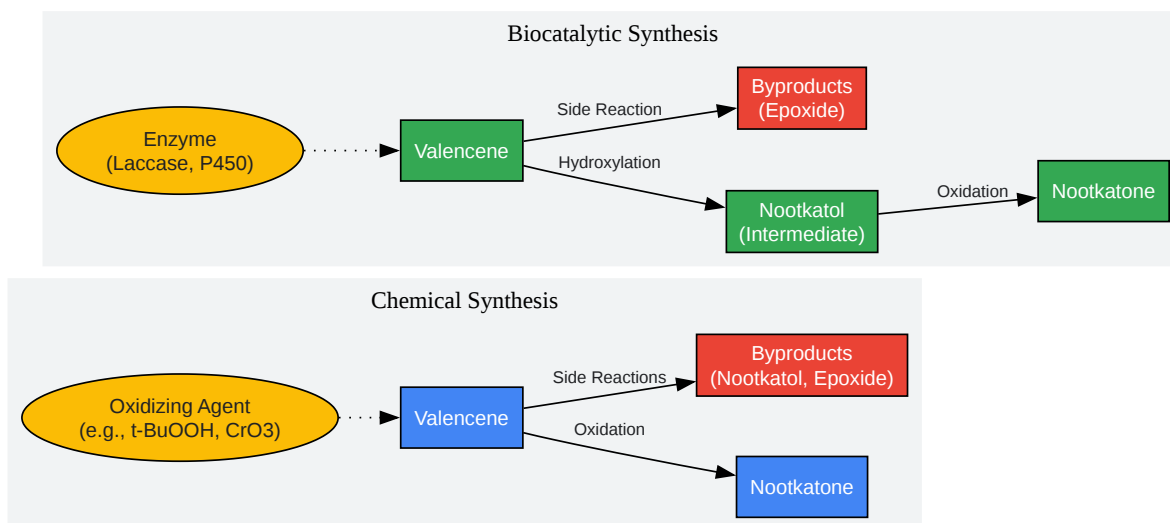 Biocatalytic Synthesis
Enzyme
(Laccase, P450)
Valencene
Side Reaction
Byproducts
(Epoxide)
Hydroxylation
Nootkatol
(Intermediate)
Oxidation
Nootkatone
Chemical Synthesis
Oxidizing Agent
(e.g., t-BuOOH, CrO3)
Valencene
Side Reactions
Byproducts
(Nootkatol, Epoxide)
Oxidation
Nootkatone